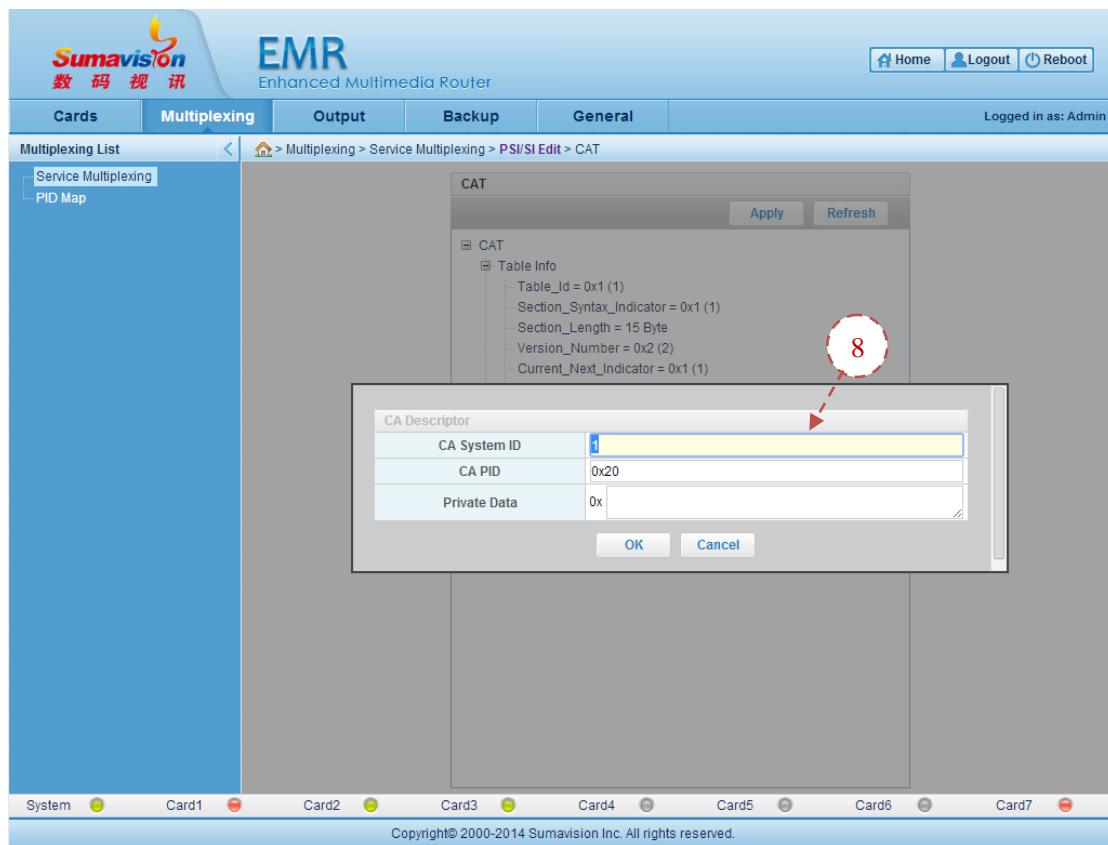 Sumavision
数码视讯
EMR
Enhanced Multimedia Router
Home Logout Reboot
Cards Multiplexing Output Backup General Logged in as: Admin
Multiplexing List
> Multiplexing > Service Multiplexing > PSI/SI Edit > CAT
Service Multiplexing
PID Map
CAT
Apply Refresh
CAT
Table Info
Table_Id = 0x1 (1)
Section_Syntax_Indicator = 0x1 (1)
Section_Length = 15 Byte
Version_Number = 0x2 (2)
Current_Next_Indicator = 0x1 (1)
8
CA Descriptor
CA System ID 1
CA PID 0x20
Private Data 0x
OK Cancel
System Card1 Card2 Card3 Card4 Card5 Card6 Card7
Copyright© 2000-2014 Sumavision Inc. All rights reserved.